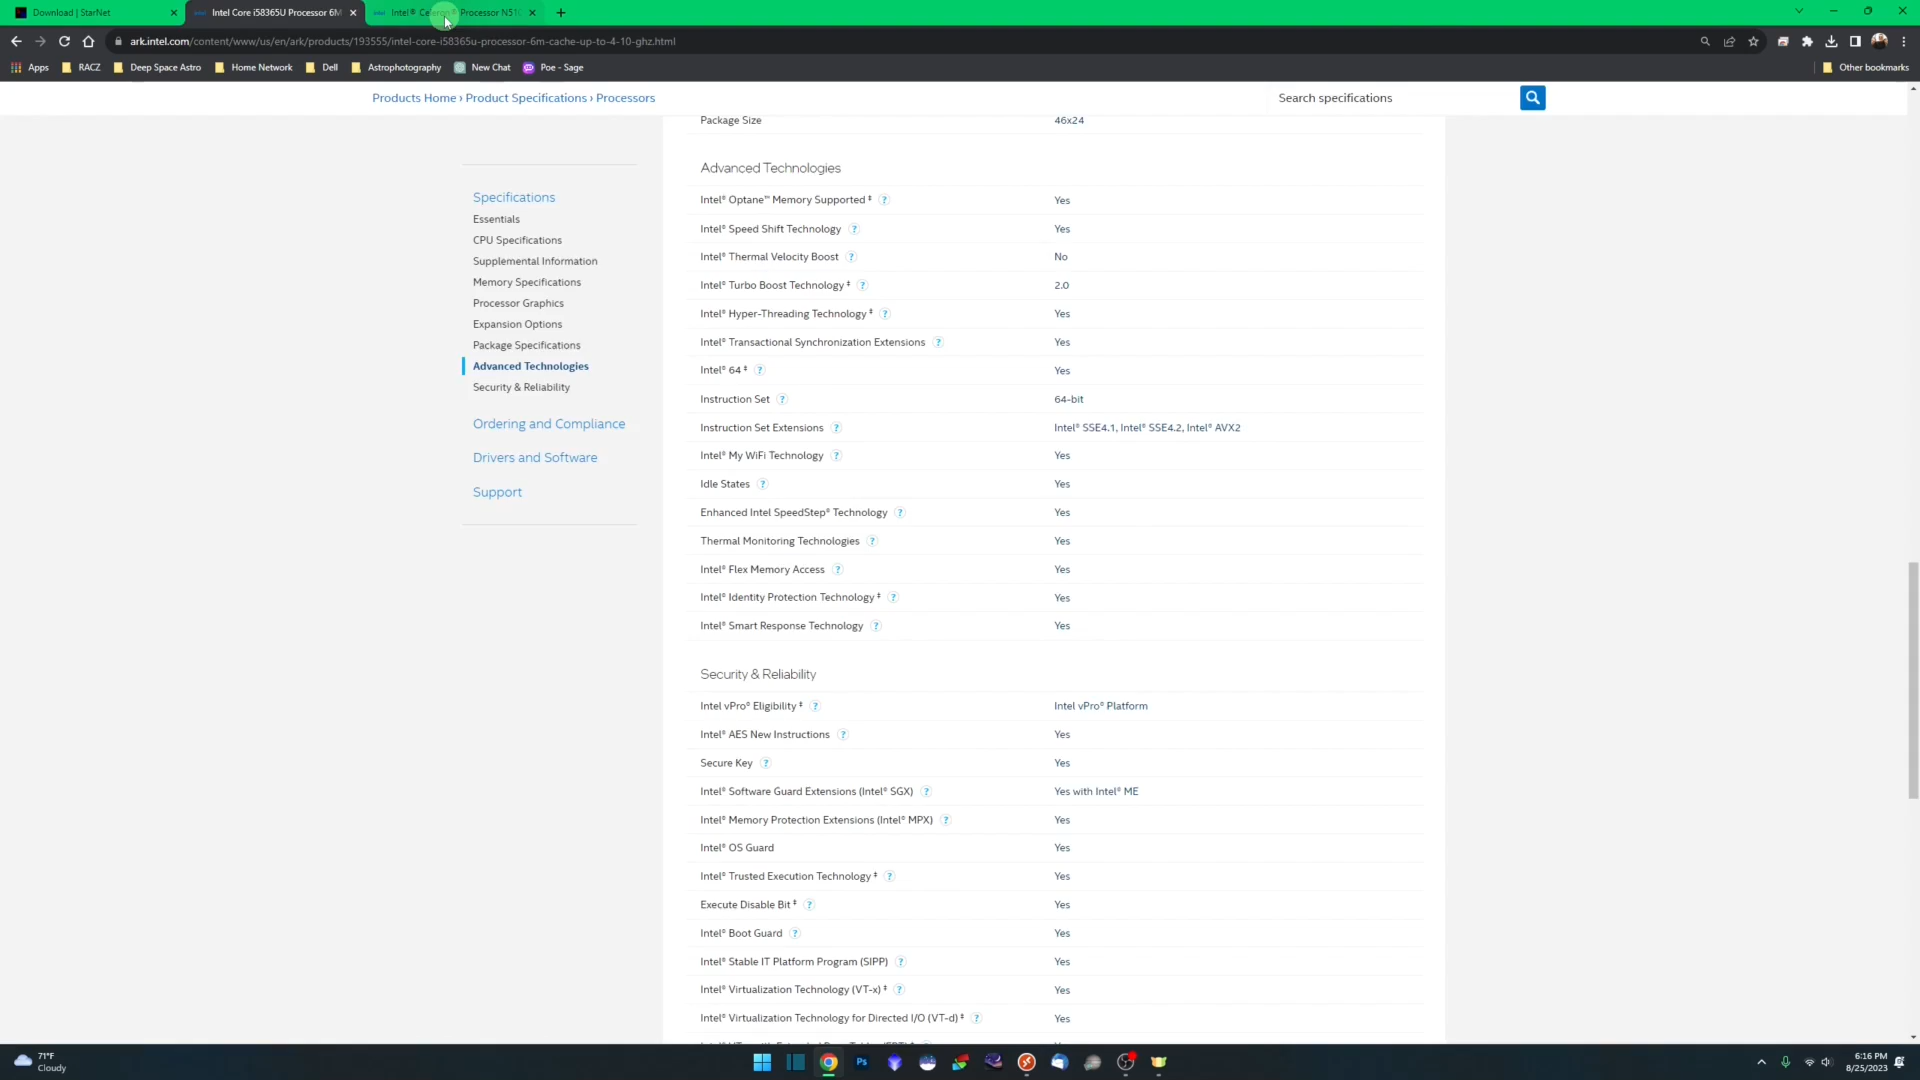 Download | StarNet
Intel Core i58365U Processor 6M
Intel® Celeron® Processor N510
ark.intel.com/content/www/us/en/ark/products/193555/intel-core-i58365u-processor-6m-cache-up-to-4-10-ghz.html
Apps RACZ Deep Space Astro Home Network Dell Astrophotography New Chat Poe - Sage Other bookmarks
Products Home › Product Specifications › Processors
Search specifications
Specifications
Essentials
CPU Specifications
Supplemental Information
Memory Specifications
Processor Graphics
Expansion Options
Package Specifications
Advanced Technologies
Security & Reliability
Ordering and Compliance
Drivers and Software
Support
Package Size 46x24
Advanced Technologies
Intel® Optane™ Memory Supported ‡ ? Yes
Intel® Speed Shift Technology ? Yes
Intel® Thermal Velocity Boost ? No
Intel® Turbo Boost Technology ‡ ? 2.0
Intel® Hyper-Threading Technology ‡ ? Yes
Intel® Transactional Synchronization Extensions ? Yes
Intel® 64 ‡ ? Yes
Instruction Set ? 64-bit
Instruction Set Extensions ? Intel® SSE4.1, Intel® SSE4.2, Intel® AVX2
Intel® My WiFi Technology ? Yes
Idle States ? Yes
Enhanced Intel SpeedStep® Technology ? Yes
Thermal Monitoring Technologies ? Yes
Intel® Flex Memory Access ? Yes
Intel® Identity Protection Technology ‡ ? Yes
Intel® Smart Response Technology ? Yes
Security & Reliability
Intel vPro® Eligibility ‡ ? Intel vPro® Platform
Intel® AES New Instructions ? Yes
Secure Key ? Yes
Intel® Software Guard Extensions (Intel® SGX) ? Yes with Intel® ME
Intel® Memory Protection Extensions (Intel® MPX) ? Yes
Intel® OS Guard Yes
Intel® Trusted Execution Technology ‡ ? Yes
Execute Disable Bit ‡ ? Yes
Intel® Boot Guard ? Yes
Intel® Stable IT Platform Program (SIPP) ? Yes
Intel® Virtualization Technology (VT-x) ‡ ? Yes
Intel® Virtualization Technology for Directed I/O (VT-d) ‡ ? Yes
71°F
Cloudy
Ps
6:16 PM
8/25/2023